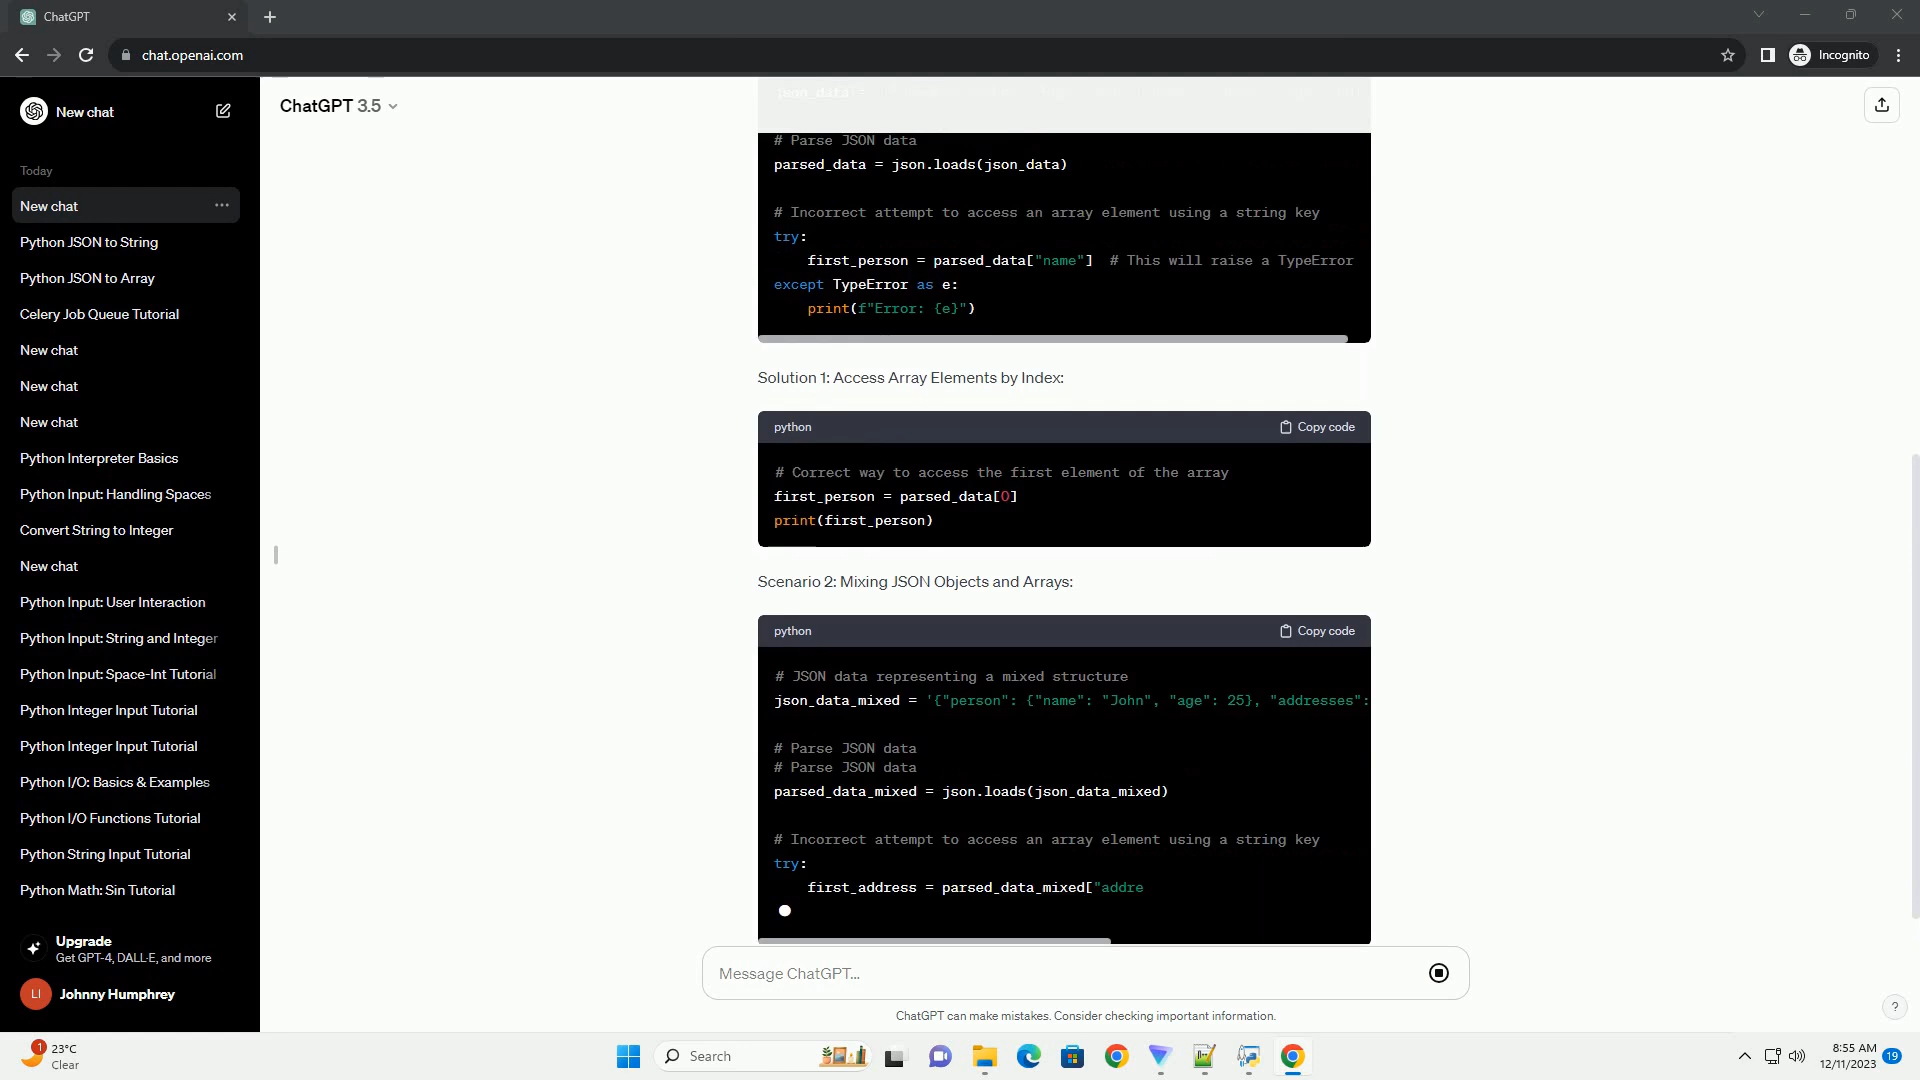 ChatGPT
chat.openai.com
Incognito
New chat
ChatGPT 3.5
Today
New chat
Python JSON to String
Python JSON to Array
Celery Job Queue Tutorial
New chat
New chat
New chat
Python Interpreter Basics
Python Input: Handling Spaces
Convert String to Integer
New chat
Python Input: User Interaction
Python Input: String and Integer
Python Input: Space-Int Tutorial
Python Integer Input Tutorial
Python Integer Input Tutorial
Python I/O: Basics & Examples
Python I/O Functions Tutorial
Python String Input Tutorial
Python Math: Sin Tutorial
Upgrade
Get GPT-4, DALL·E, and more
LI
Johnny Humphrey
# Parse JSON data
parsed_data = json.loads(json_data)
# Incorrect attempt to access an array element using a string key
try:
first_person = parsed_data["name"]  # This will raise a TypeError
except TypeError as e:
print(f"Error: {e}")
Solution 1: Access Array Elements by Index:
python
Copy code
# Correct way to access the first element of the array
first_person = parsed_data[0]
print(first_person)
Scenario 2: Mixing JSON Objects and Arrays:
python
Copy code
# JSON data representing a mixed structure
json_data_mixed = '{"person": {"name": "John", "age": 25}, "addresses":
# Parse JSON data
# Parse JSON data
parsed_data_mixed = json.loads(json_data_mixed)
# Incorrect attempt to access an array element using a string key
try:
first_address = parsed_data_mixed["addre
Message ChatGPT...
ChatGPT can make mistakes. Consider checking important information.
?
1
23°C
Clear
Search
8:55 AM
12/11/2023
19